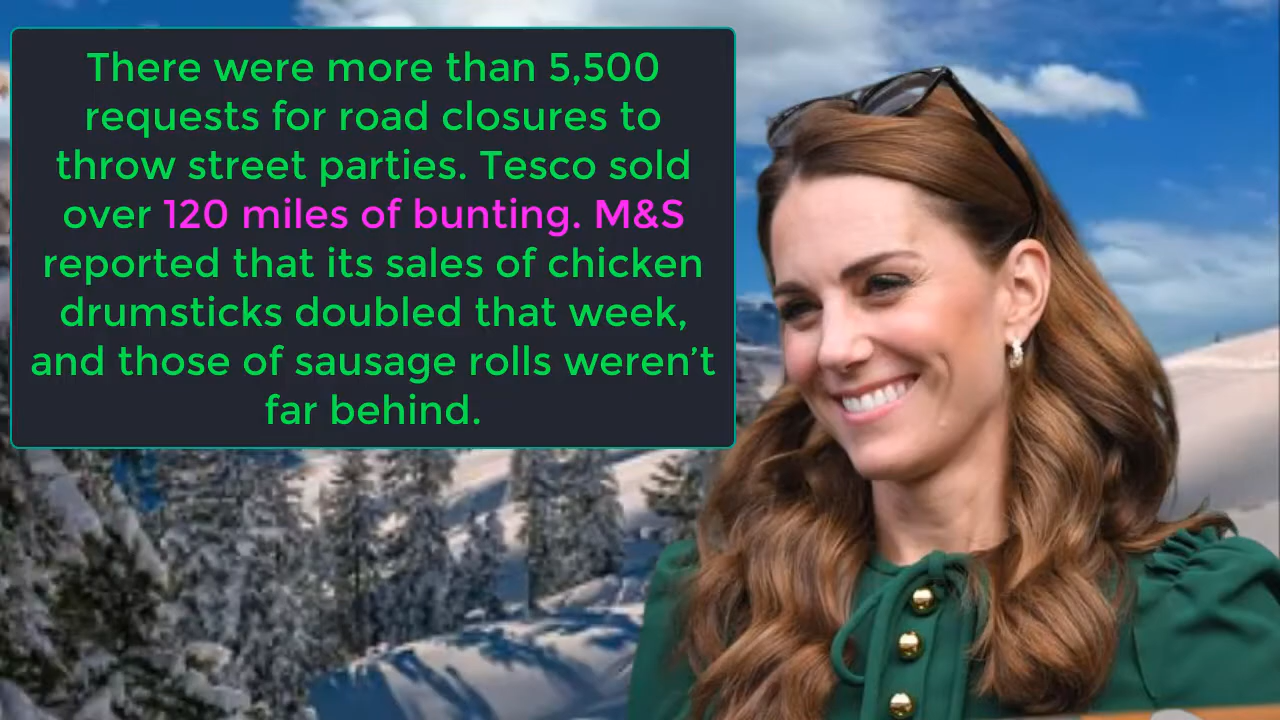 There were more than 5,500
requests for road closures to
throw street parties. Tesco sold
over 120 miles of bunting. M&S
reported that its sales of chicken
drumsticks doubled that week,
and those of sausage rolls weren’t
far behind.